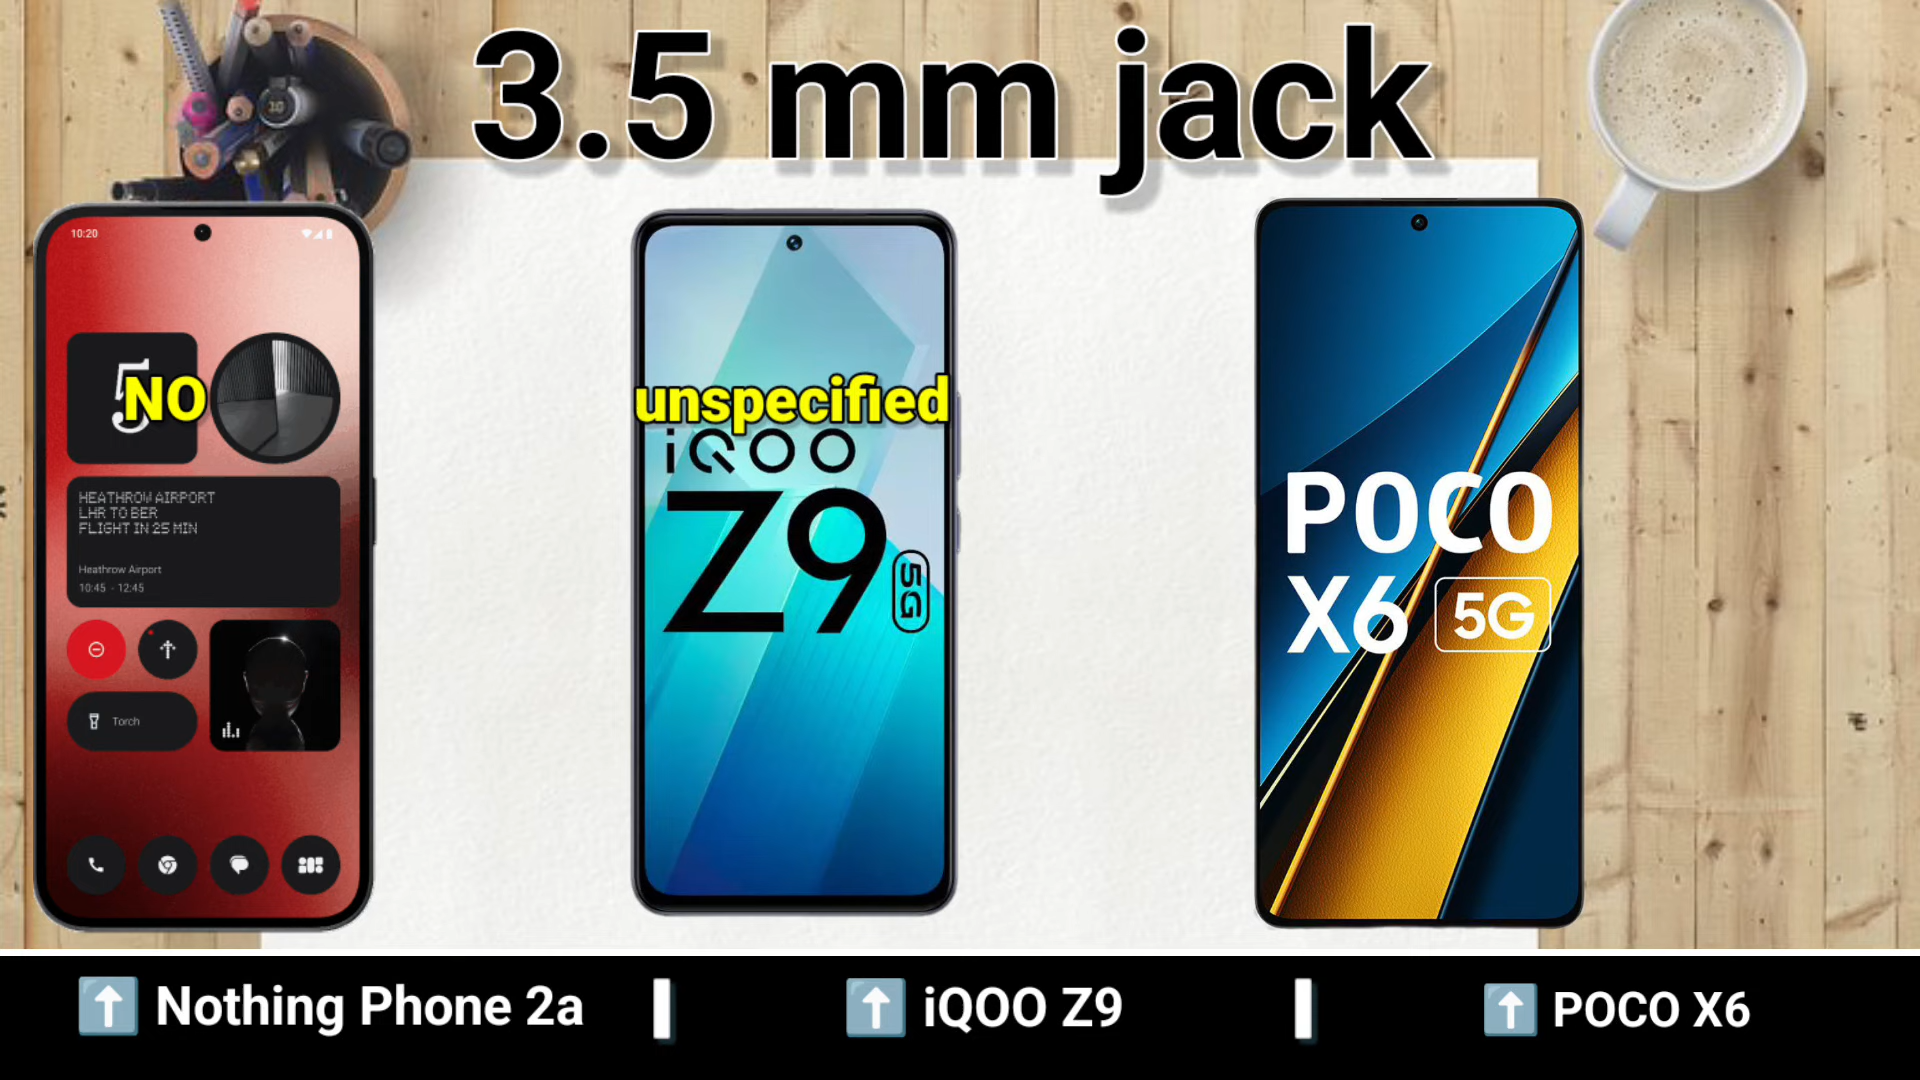 3.5 mm jack
10:20
5
NO
HEATHROW AIRPORT
LHR TO BER
FLIGHT IN 25 MIN
Heathrow Airport
10:45 - 12:45
Torch
unspecified
iQOO
Z9
5G
POCO
X6 5G
⬆️ Nothing Phone 2a
⬆️ iQOO Z9
⬆️ POCO X6